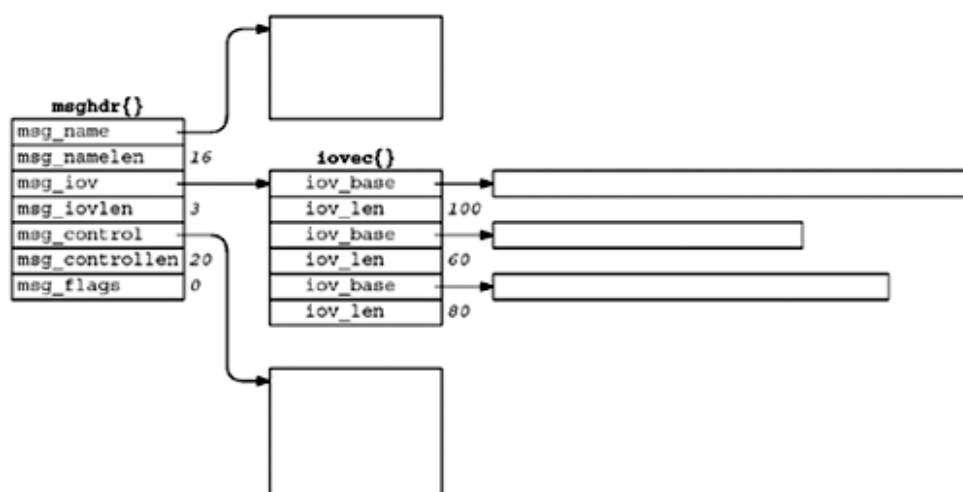 msghdr{}
msg_name
msg_namelen 16
msg_iov
msg_iovlen 3
msg_control
msg_controllen 20
msg_flags 0
iovec{}
iov_base
iov_len 100
iov_base
iov_len 60
iov_base
iov_len 80